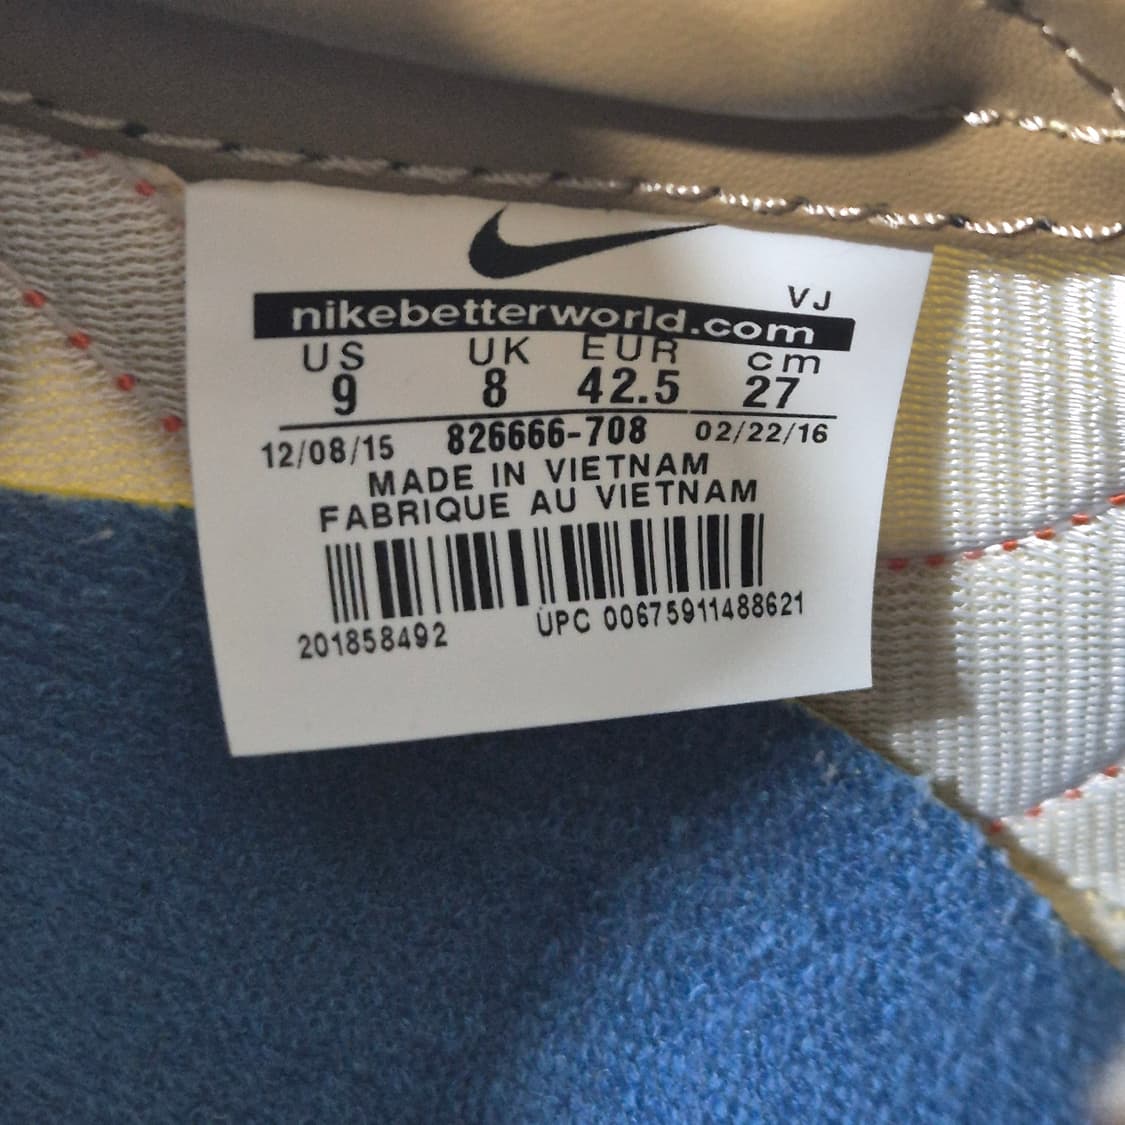 VJ
nikebetterworld.com
US UK EUR cm
9 8 42.5 27
12/08/15 826666-708 02/22/16
MADE IN VIETNAM
FABRIQUE AU VIETNAM
201858492 UPC 00675911488621